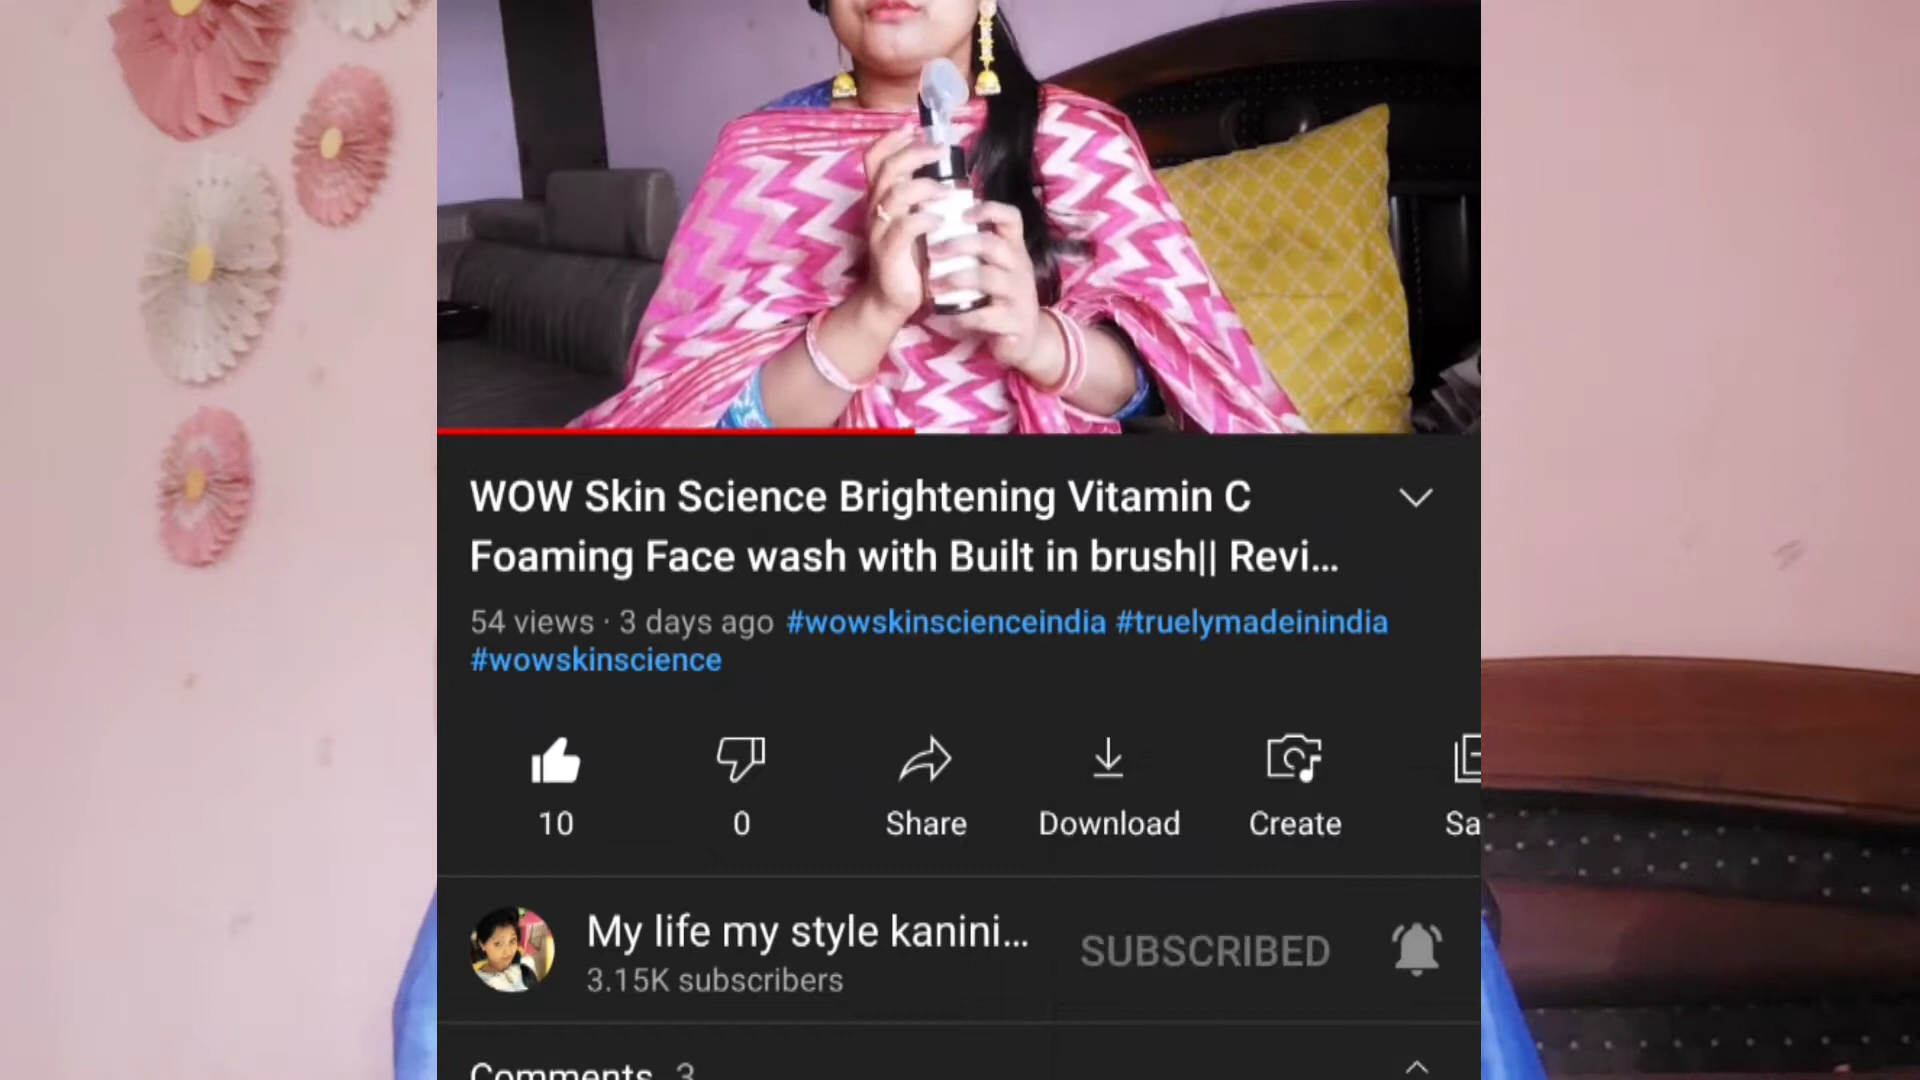 WOW Skin Science Brightening Vitamin C
Foaming Face wash with Built in brush|| Revi...
54 views · 3 days ago #wowskinscienceindia #truelymadeinindia
#wowskinscience
10 0 Share Download Create Sa
My life my style kanini...
SUBSCRIBED
3.15K subscribers
Comments 3